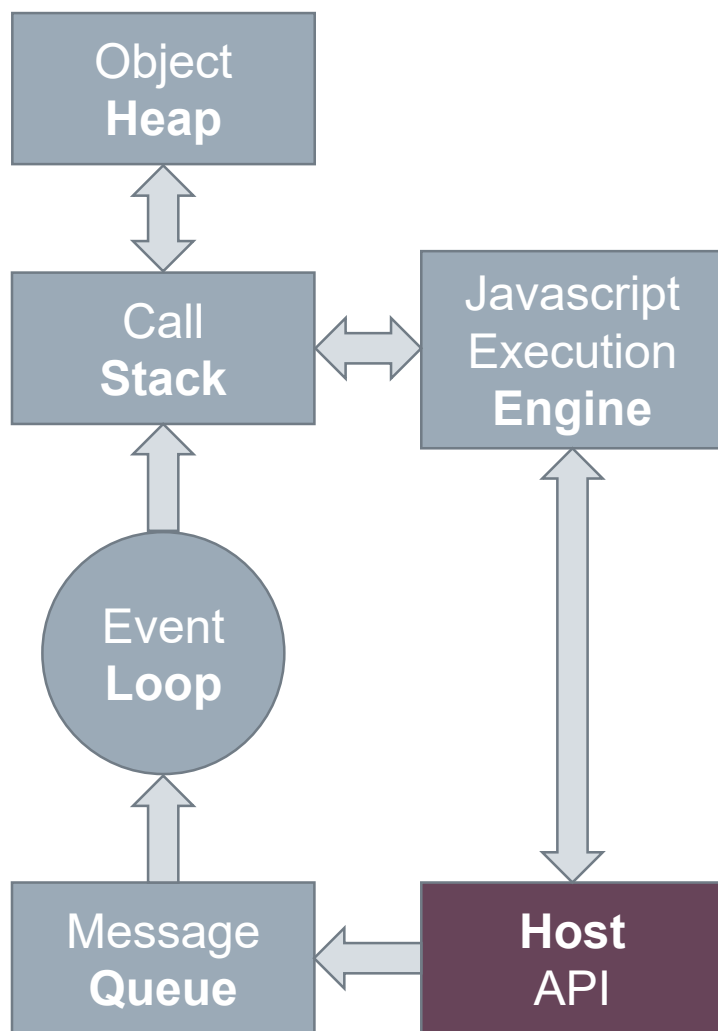 Object
Heap
Call
Stack
Javascript
Execution
Engine
Event
Loop
Message
Queue
Host
API